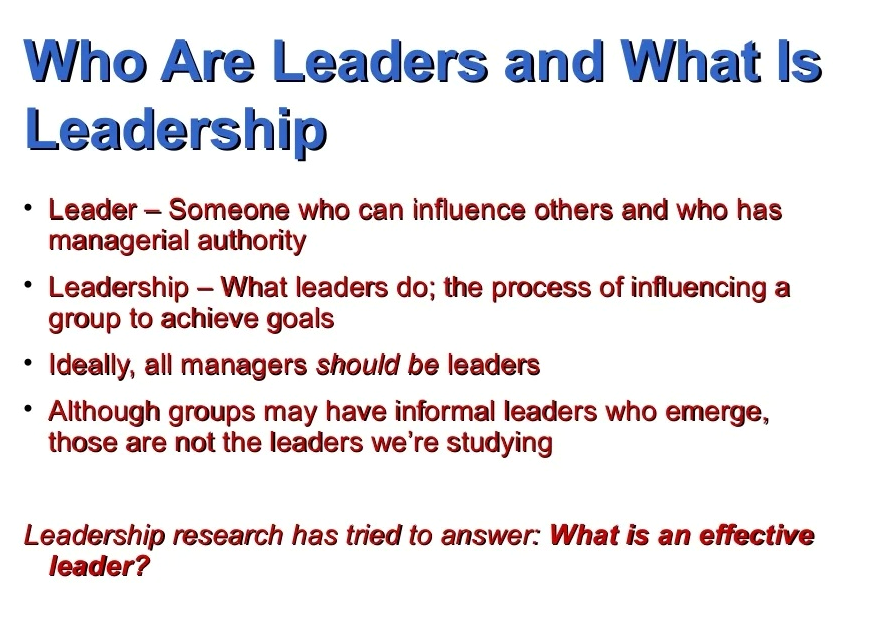 Who Are Leaders and What Is
Leadership
• Leader – Someone who can influence others and who has
managerial authority
• Leadership – What leaders do; the process of influencing a
group to achieve goals
• Ideally, all managers should be leaders
• Although groups may have informal leaders who emerge,
those are not the leaders we’re studying
Leadership research has tried to answer: What is an effective
leader?